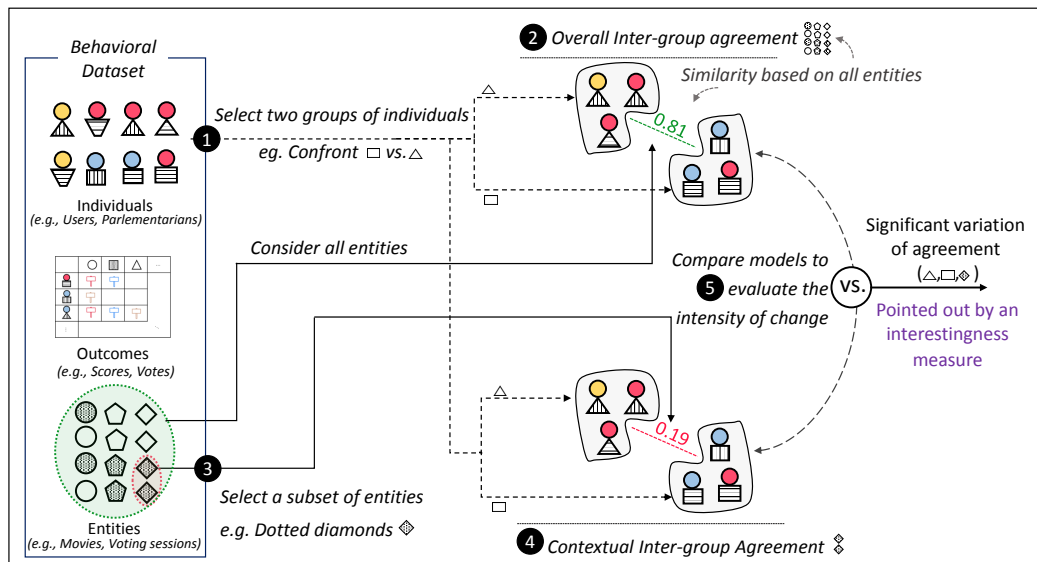 Behavioral
Dataset
Individuals
(e.g., Users, Parlementarians)
Outcomes
(e.g., Scores, Votes)
Entities
(e.g., Movies, Voting sessions)
1
Select two groups of individuals
eg. Confront vs.
Consider all entities
3
Select a subset of entities
e.g. Dotted diamonds
2 Overall Inter-group agreement
Similarity based on all entities
0.81
Compare models to
5 evaluate the
intensity of change
vs.
Significant variation
of agreement
( , , )
Pointed out by an
interestingness
measure
0.19
4 Contextual Inter-group Agreement